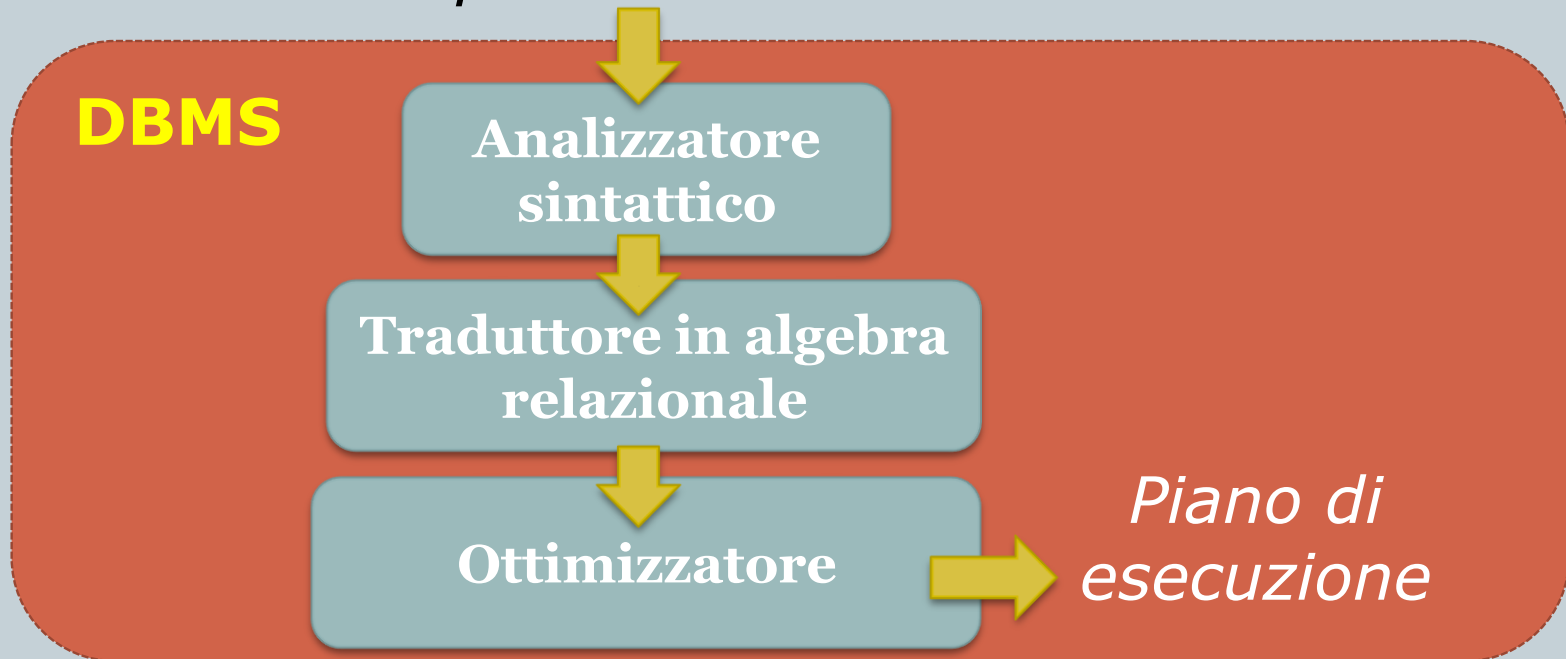 DBMS
Analizzatore
sintattico
Traduttore in algebra
relazionale
Ottimizzatore
Piano di
esecuzione